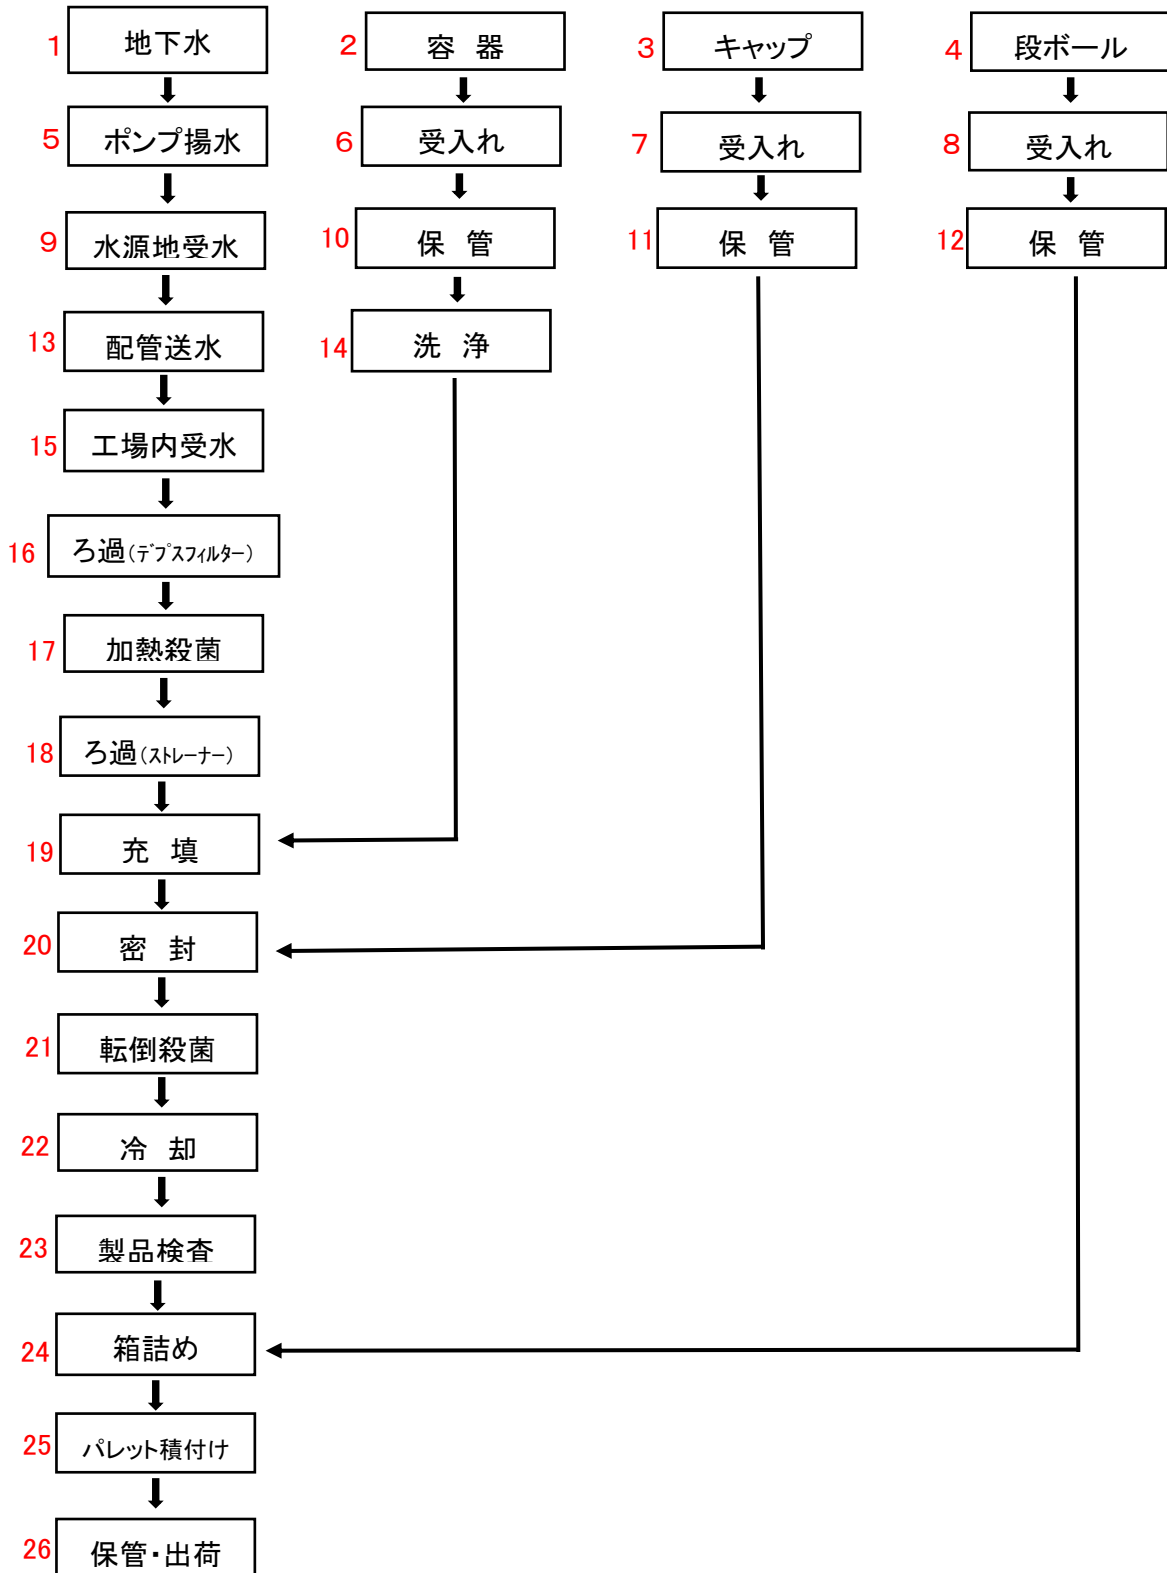 1 地下水
2 容 器
3 キャップ
4 段ボール
5 ポンプ揚水
6 受入れ
7 受入れ
8 受入れ
9 水源地受水
10 保 管
11 保 管
12 保 管
13 配管送水
14 洗 浄
15 工場内受水
16 ろ過(ﾃﾞﾌﾟｽﾌｨﾙﾀｰ)
17 加熱殺菌
18 ろ過(ｽﾄﾚｰﾅｰ)
19 充 填
20 密 封
21 転倒殺菌
22 冷 却
23 製品検査
24 箱詰め
25 パレット積付け
26 保管・出荷